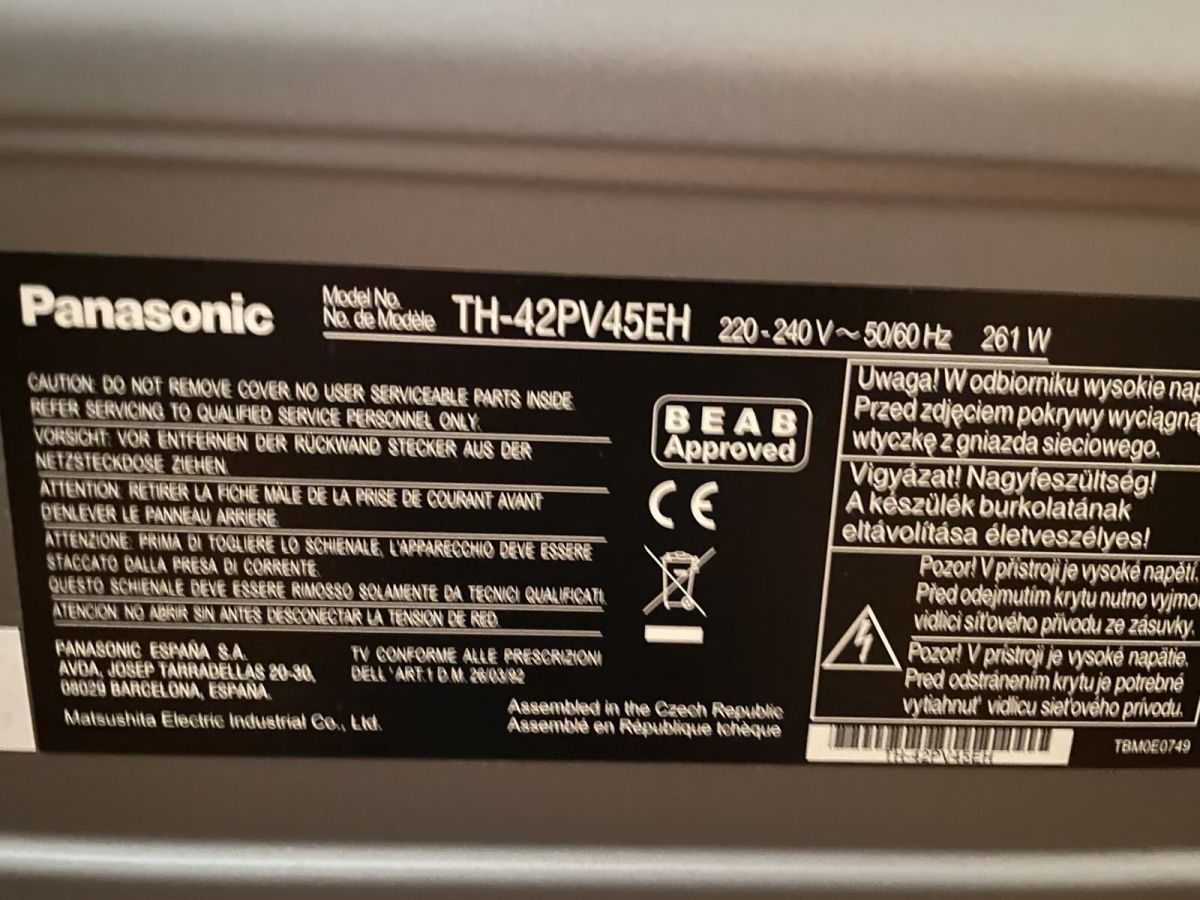 Panasonic
Model No.
No. de Modèle
TH-42PV45EH
220-240 V ~ 50/60 Hz 261 W
CAUTION: DO NOT REMOVE COVER. NO USER SERVICEABLE PARTS INSIDE.
REFER SERVICING TO QUALIFIED SERVICE PERSONNEL ONLY.
VORSICHT: VOR ENTFERNEN DER RÜCKWAND STECKER AUS DER
NETZSTECKDOSE ZIEHEN.
ATTENTION: RETIRER LA FICHE MÂLE DE LA PRISE DE COURANT AVANT
D'ENLEVER LE PANNEAU ARRIERE.
ATTENZIONE: PRIMA DI TOGLIERE LO SCHIENALE, L'APPARECCHIO DEVE ESSERE
STACCATO DALLA PRESA DI CORRENTE.
QUESTO SCHIENALE DEVE ESSERE RIMOSSO SOLAMENTE DA TECNICI QUALIFICATI.
ATENCION: NO ABRIR SIN ANTES DESCONECTAR LA TENSION DE RED.
PANASONIC ESPAÑA S.A.
AVDA, JOSEP TARRADELLAS 20-30,
08029 BARCELONA, ESPAÑA.
TV CONFORME ALLE PRESCRIZIONI
DELL 'ART.1 D.M. 26/03/92
Matsushita Electric Industrial Co., Ltd.
Assembled in the Czech Republic
Assemblé en République tchèque
BEAB
Approved
CE
Uwaga! W odbiorniku wysokie nap
Przed zdjęciem pokrywy wyciągną
wtyczkę z gniazda sieciowego.
Vigyázat! Nagyfeszültség!
A készülék burkolatának
eltávolítása életveszélyes!
Pozor! V přístroji je vysoké napětí.
Před odejmutím krytu nutno vyjmo
vidlici síťového přívodu ze zásuvky.
Pozor! V prístroji je vysoké napätie.
Pred odstránením krytu je potrebné
vytiahnuť vidlicu sieťového prívodu.
TH-42PV45EH
TBM0E0749